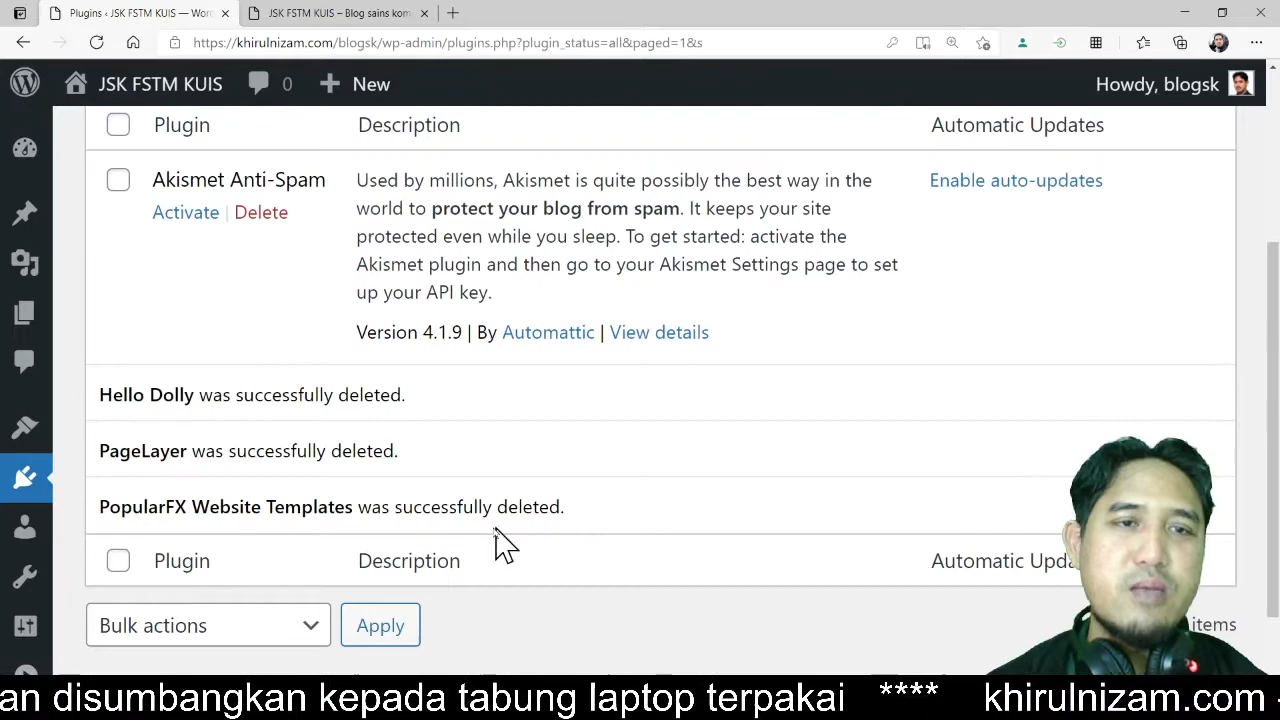 Plugins ‹ JSK FSTM KUIS — Wor
JSK FSTM KUIS – Blog sains kom
https://khirulnizam.com/blogsk/wp-admin/plugins.php?plugin_status=all&paged=1&s
JSK FSTM KUIS 0 New Howdy, blogsk
Plugin Description Automatic Updates
Akismet Anti-Spam
Activate | Delete
Used by millions, Akismet is quite possibly the best way in the
world to protect your blog from spam. It keeps your site
protected even while you sleep. To get started: activate the
Akismet plugin and then go to your Akismet Settings page to set
up your API key.
Version 4.1.9 | By Automattic | View details
Enable auto-updates
Hello Dolly was successfully deleted.
PageLayer was successfully deleted.
PopularFX Website Templates was successfully deleted.
Plugin Description Automatic Upda
Bulk actions Apply items
an disumbangkan kepada tabung laptop terpakai **** khirulnizam.com